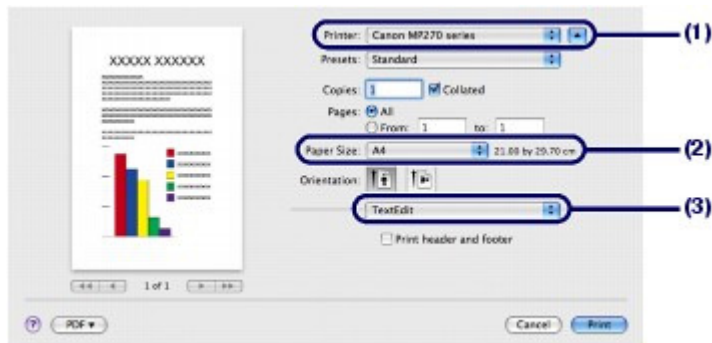 Printer: Canon MP270 series (1)
Presets: Standard
XXXXX XXXXXX
Copies: 1 Collated
Pages: All
From: 1 to: 1
Paper Size: A4 21.00 by 29.70 cm (2)
Orientation:
TextEdit (3)
Print header and footer
1 of 1
? PDF Cancel Print